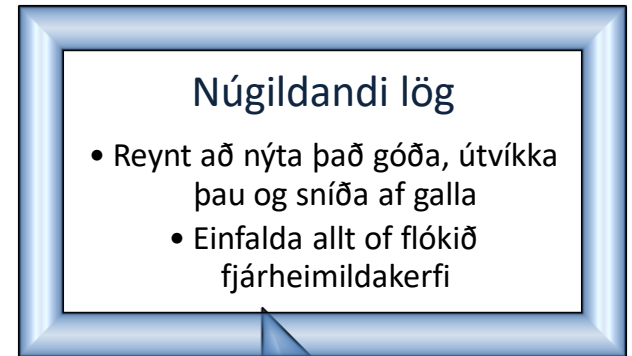 Núgildandi lög
• Reynt að nýta það góða, útvíkka
þau og sníða af galla
• Einfalda allt of flókið
fjárheimildakerfi